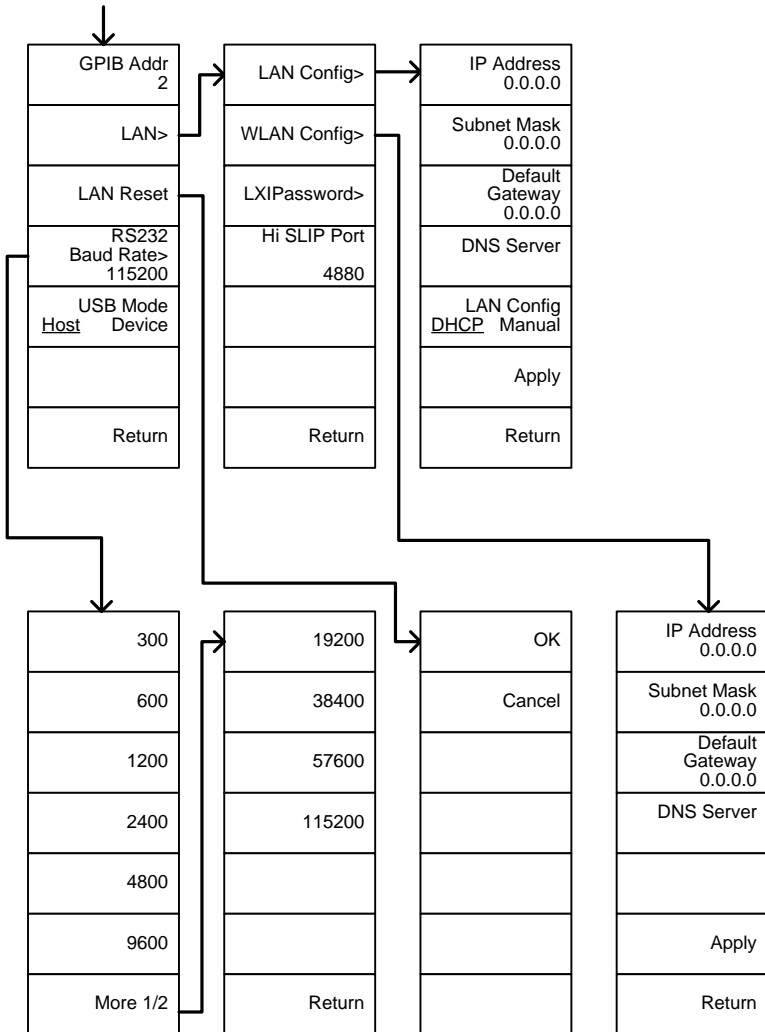 GPIB Addr
2
LAN>
LAN Reset
RS232
Baud Rate>
115200
USB Mode
Host Device
Return
LAN Config>
WLAN Config>
LXIPassword>
Hi SLIP Port
4880
Return
IP Address
0.0.0.0
Subnet Mask
0.0.0.0
Default
Gateway
0.0.0.0
DNS Server
LAN Config
DHCP Manual
Apply
Return
300
600
1200
2400
4800
9600
More 1/2
19200
38400
57600
115200
Return
OK
Cancel
IP Address
0.0.0.0
Subnet Mask
0.0.0.0
Default
Gateway
0.0.0.0
DNS Server
Apply
Return